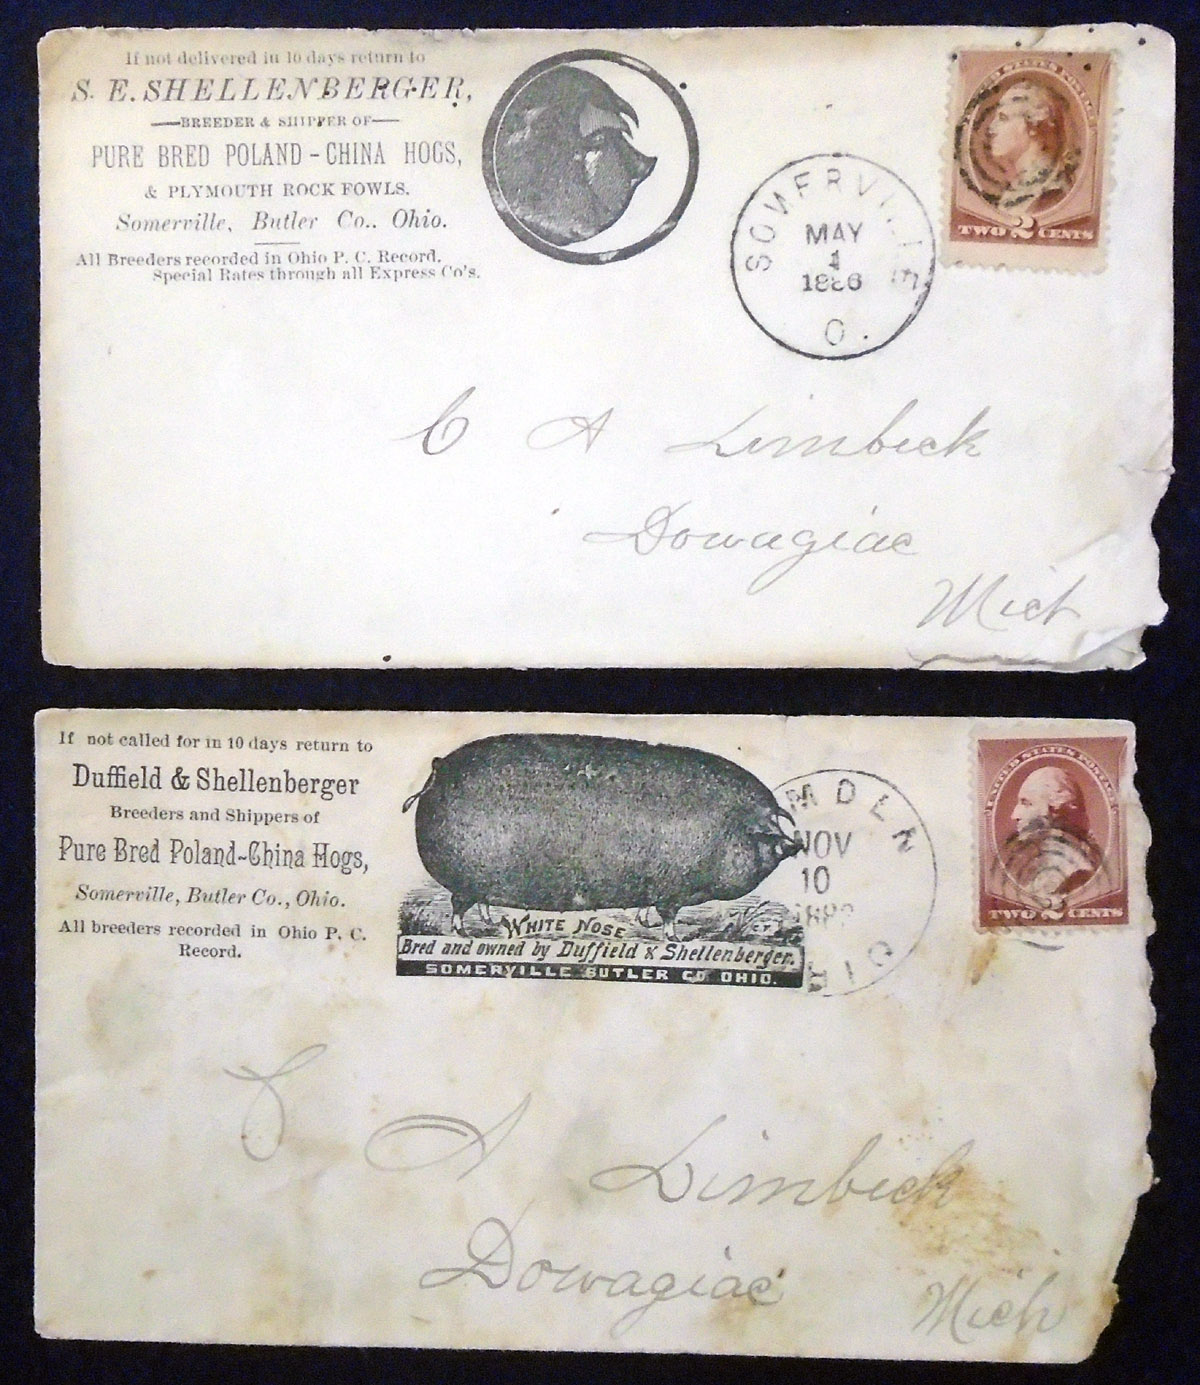 If not delivered in 10 days return to
S. E. SHELLENBERGER,
BREEDER & SHIPPER OF
PURE BRED POLAND-CHINA HOGS,
& PLYMOUTH ROCK FOWLS.
Somerville, Butler Co., Ohio.
All Breeders recorded in Ohio P. C. Record.
Special Rates through all Express Co's.
SOMERVILLE
MAY
1
1886
O.
UNITED STATES POSTAGE
TWO 2 CENTS
C A Limbeck
Dowagiac
Mich
If not called for in 10 days return to
Duffield & Shellenberger
Breeders and Shippers of
Pure Bred Poland-China Hogs,
Somerville, Butler Co., Ohio.
All breeders recorded in Ohio P. C.
Record.
WHITE NOSE
Bred and owned by Duffield & Shellenberger.
SOMERVILLE BUTLER CO. OHIO.
NOV
10
UNITED STATES POSTAGE
TWO 2 CENTS
C A Limbeck
Dowagiac
Mich